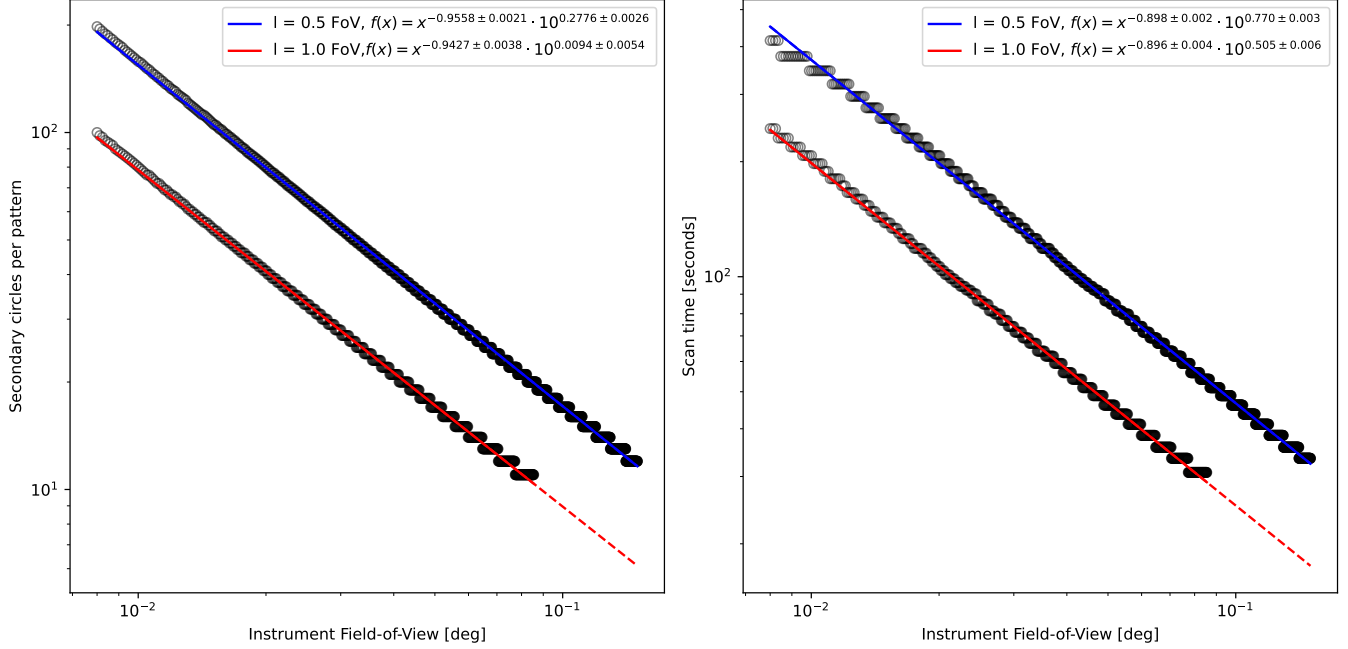 l = 0.5 FoV, f(x) = x^{-0.9558 ± 0.0021} · 10^{0.2776 ± 0.0026}
l = 1.0 FoV,f(x) = x^{-0.9427 ± 0.0038} · 10^{0.0094 ± 0.0054}
10^2
10^1
Secondary circles per pattern
10^{-2}
10^{-1}
Instrument Field-of-View [deg]
l = 0.5 FoV, f(x) = x^{-0.898 ± 0.002} · 10^{0.770 ± 0.003}
l = 1.0 FoV, f(x) = x^{-0.896 ± 0.004} · 10^{0.505 ± 0.006}
10^2
Scan time [seconds]
10^{-2}
10^{-1}
Instrument Field-of-View [deg]